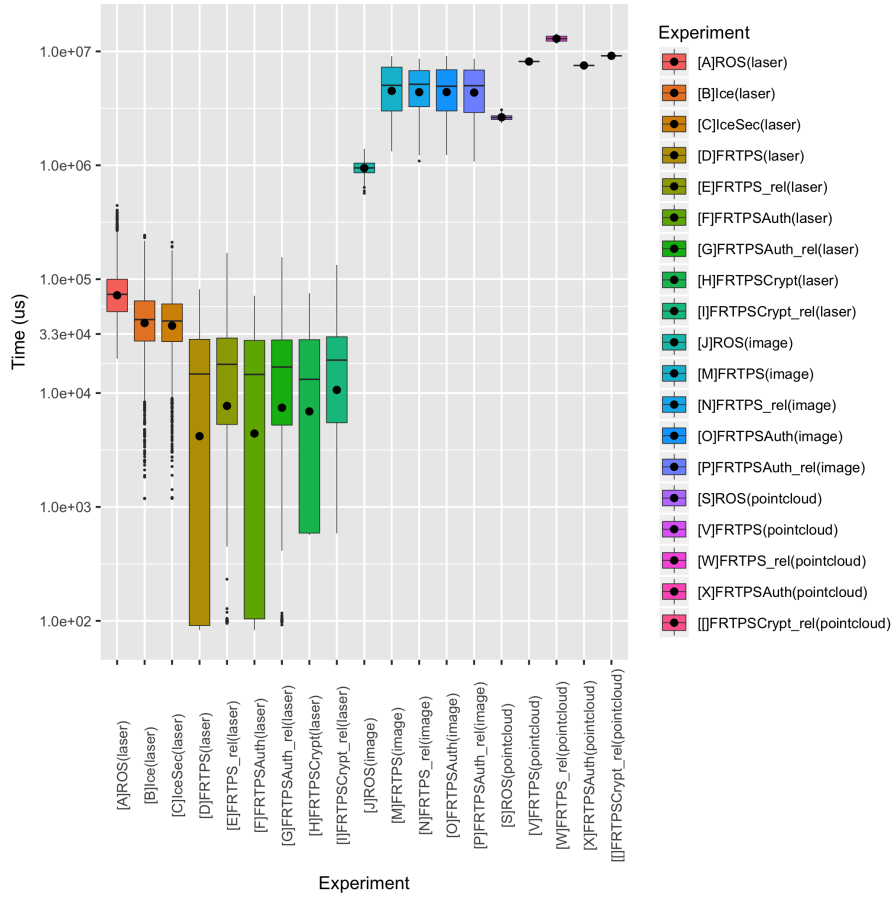 Time (us)
1.0e+07
1.0e+06
1.0e+05
3.3e+04
1.0e+04
1.0e+03
1.0e+02
[A]ROS(laser)
[B]Ice(laser)
[C]IceSec(laser)
[D]FRTPS(laser)
[E]FRTPS_rel(laser)
[F]FRTPSAuth(laser)
[G]FRTPSAuth_rel(laser)
[H]FRTPSCrypt(laser)
[I]FRTPSCrypt_rel(laser)
[J]ROS(image)
[M]FRTPS(image)
[N]FRTPS_rel(image)
[O]FRTPSAuth(image)
[P]FRTPSAuth_rel(image)
[S]ROS(pointcloud)
[V]FRTPS(pointcloud)
[W]FRTPS_rel(pointcloud)
[X]FRTPSAuth(pointcloud)
[[]FRTPSCrypt_rel(pointcloud)
Experiment
Experiment
[A]ROS(laser)
[B]Ice(laser)
[C]IceSec(laser)
[D]FRTPS(laser)
[E]FRTPS_rel(laser)
[F]FRTPSAuth(laser)
[G]FRTPSAuth_rel(laser)
[H]FRTPSCrypt(laser)
[I]FRTPSCrypt_rel(laser)
[J]ROS(image)
[M]FRTPS(image)
[N]FRTPS_rel(image)
[O]FRTPSAuth(image)
[P]FRTPSAuth_rel(image)
[S]ROS(pointcloud)
[V]FRTPS(pointcloud)
[W]FRTPS_rel(pointcloud)
[X]FRTPSAuth(pointcloud)
[[]FRTPSCrypt_rel(pointcloud)